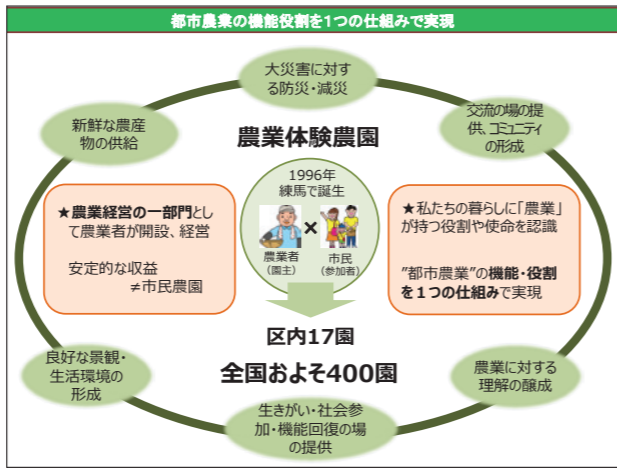 都市農業の機能役割を1つの仕組みで実現
大災害に対す
る防災・減災
新鮮な農産
物の供給
交流の場の提
供、コミュニティ
の形成
農業体験農園
1996年
練馬で誕生
×
農業者
（園主）
市民
（参加者）
★農業経営の一部門とし
て農業者が開設、経営
安定的な収益
≠市民農園
★私たちの暮らしに「農業」
が持つ役割や使命を認識
”都市農業”の機能・役割
を１つの仕組みで実現
区内17園
全国およそ400園
良好な景観・
生活環境の
形成
農業に対する
理解の醸成
生きがい・社会参
加・機能回復の場
の提供